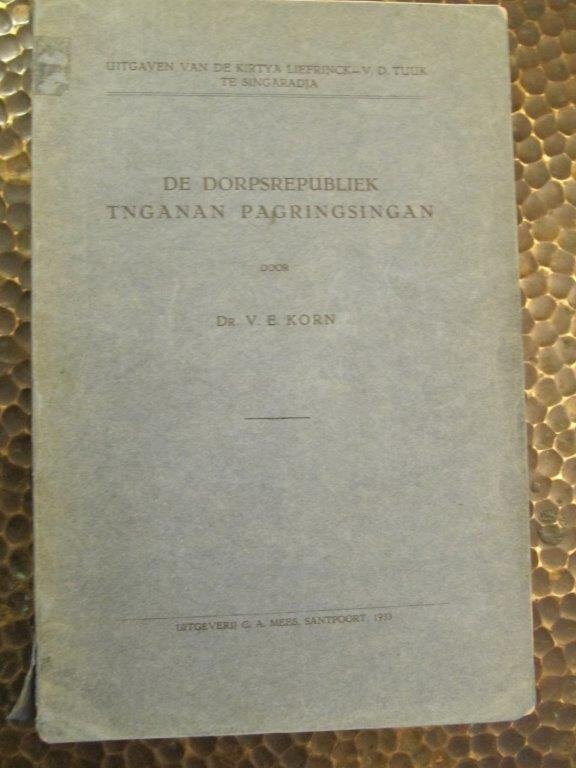 UITGAVEN VAN DE KIRTYA LIEFRINCK—V. D. TUUK
TE SINGARADJA
DE DORPSREPUBLIEK
TNGANAN PAGRINGSINGAN
DOOR
DR. V. E. KORN
UITGEVERIJ C. A. MEES, SANTPOORT, 1933